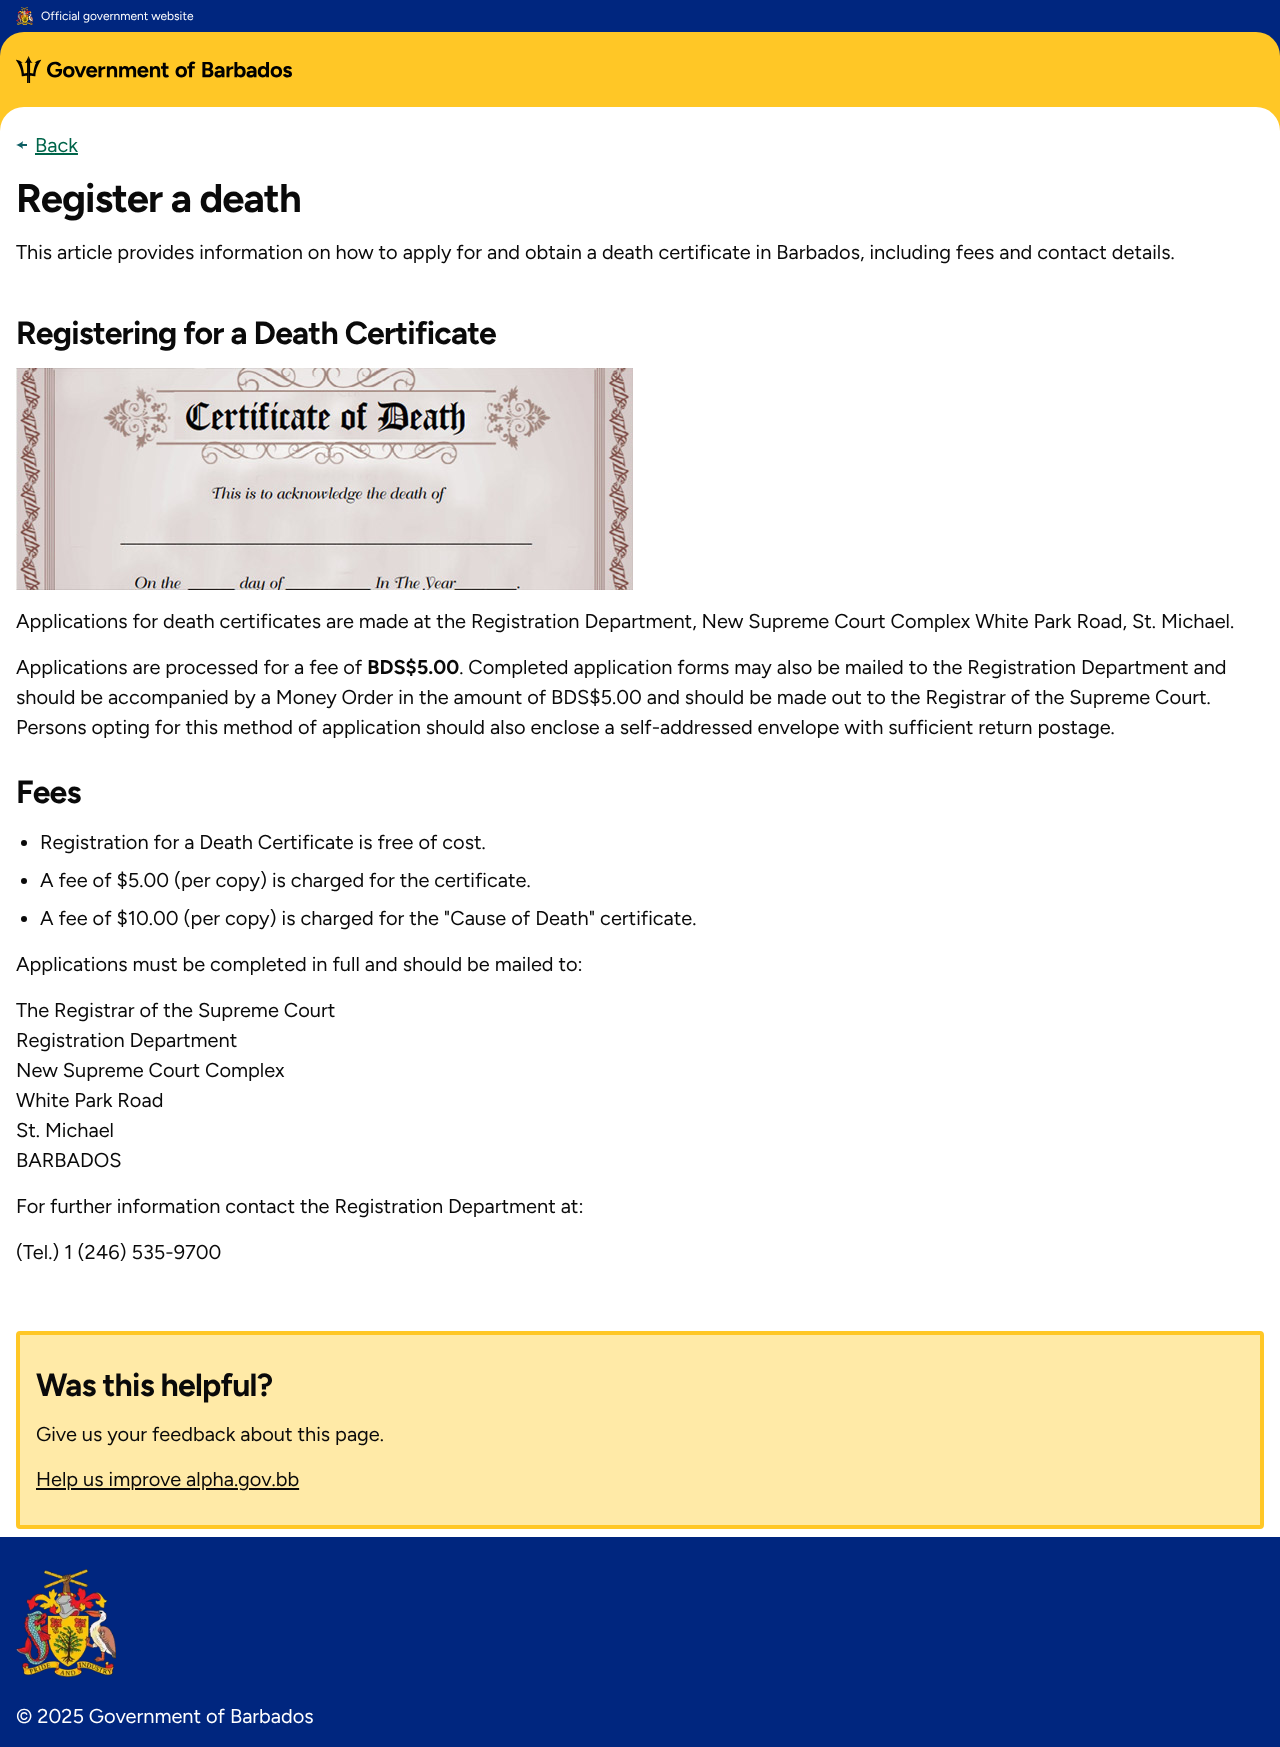 Official government website
Government of Barbados
Back
Register a death
This article provides information on how to apply for and obtain a death certificate in Barbados, including fees and contact details.
Registering for a Death Certificate
Certificate of Death
This is to acknowledge the death of
On the ______ day of __________ In The Year_______.
Applications for death certificates are made at the Registration Department, New Supreme Court Complex White Park Road, St. Michael.
Applications are processed for a fee of BDS$5.00. Completed application forms may also be mailed to the Registration Department and
should be accompanied by a Money Order in the amount of BDS$5.00 and should be made out to the Registrar of the Supreme Court.
Persons opting for this method of application should also enclose a self-addressed envelope with sufficient return postage.
Fees
• Registration for a Death Certificate is free of cost.
• A fee of $5.00 (per copy) is charged for the certificate.
• A fee of $10.00 (per copy) is charged for the "Cause of Death" certificate.
Applications must be completed in full and should be mailed to:
The Registrar of the Supreme Court
Registration Department
New Supreme Court Complex
White Park Road
St. Michael
BARBADOS
For further information contact the Registration Department at:
(Tel.) 1 (246) 535-9700
Was this helpful?
Give us your feedback about this page.
Help us improve alpha.gov.bb
PRIDE AND INDUSTRY
© 2025 Government of Barbados